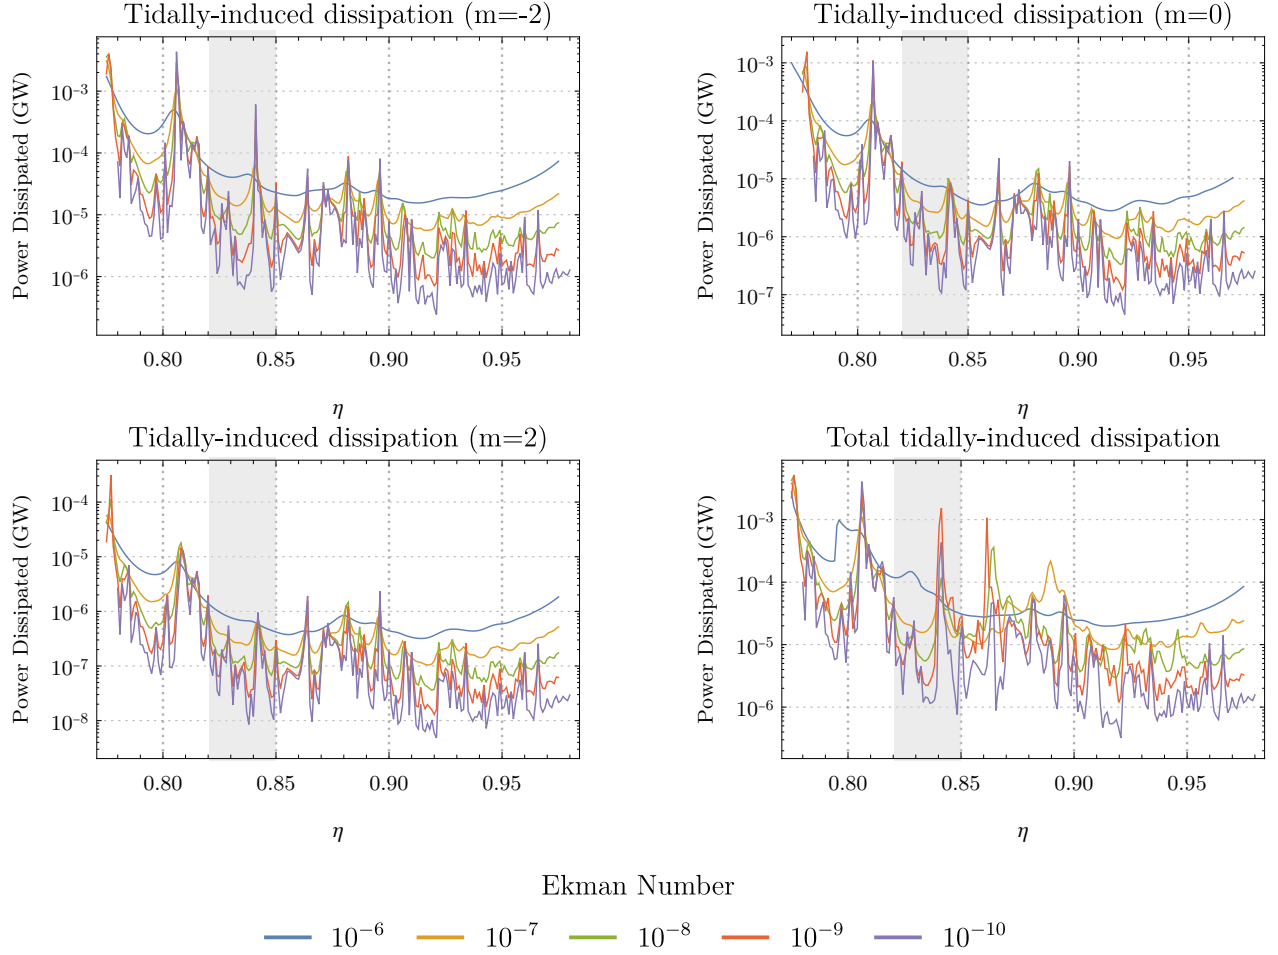 Tidally-induced dissipation (m=-2)
Power Dissipated (GW)
10⁻³
10⁻⁴
10⁻⁵
10⁻⁶
0.80 0.85 0.90 0.95
η
Tidally-induced dissipation (m=0)
Power Dissipated (GW)
10⁻³
10⁻⁴
10⁻⁵
10⁻⁶
10⁻⁷
0.80 0.85 0.90 0.95
η
Tidally-induced dissipation (m=2)
Power Dissipated (GW)
10⁻⁴
10⁻⁵
10⁻⁶
10⁻⁷
10⁻⁸
0.80 0.85 0.90 0.95
η
Total tidally-induced dissipation
Power Dissipated (GW)
10⁻³
10⁻⁴
10⁻⁵
10⁻⁶
0.80 0.85 0.90 0.95
η
Ekman Number
10⁻⁶ 10⁻⁷ 10⁻⁸ 10⁻⁹ 10⁻¹⁰